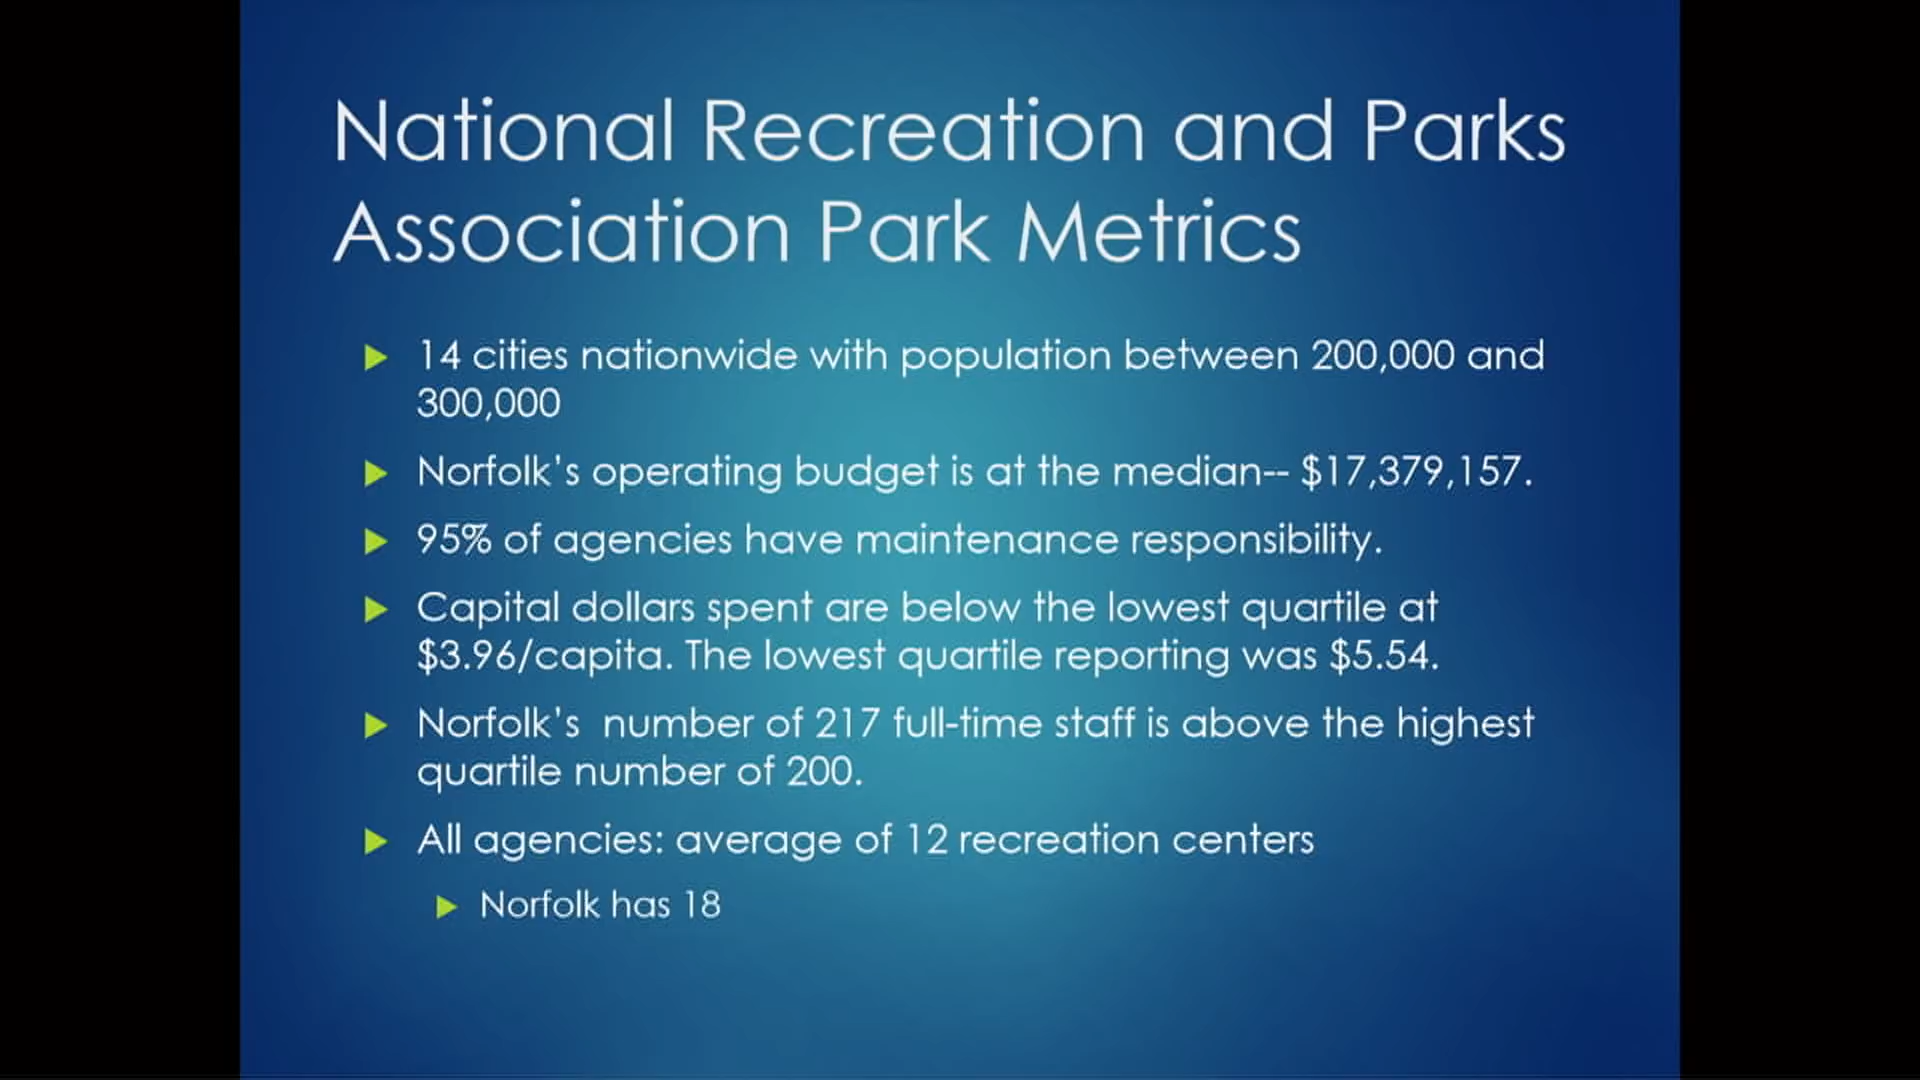 National Recreation and Parks
Association Park Metrics
14 cities nationwide with population between 200,000 and
300,000
Norfolk's operating budget is at the median-- $17,379,157.
95% of agencies have maintenance responsibility.
Capital dollars spent are below the lowest quartile at
$3.96/capita. The lowest quartile reporting was $5.54.
Norfolk's  number of 217 full-time staff is above the highest
quartile number of 200.
All agencies: average of 12 recreation centers
Norfolk has 18